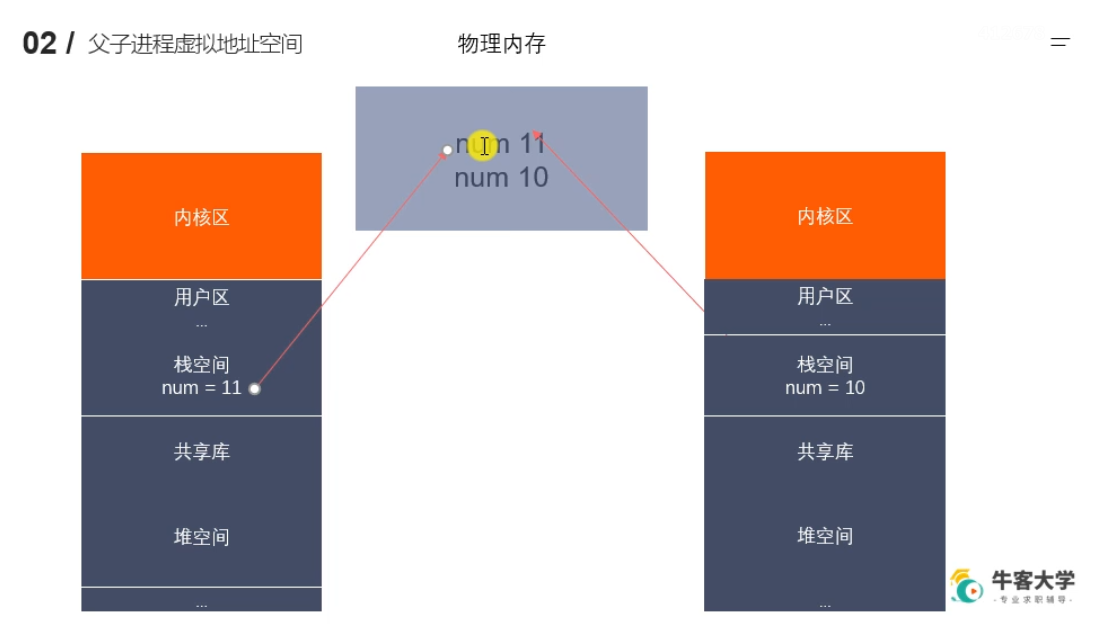 02 / 父子进程虚拟地址空间
物理内存
num 11
num 10
内核区
用户区
...
栈空间
num = 11
共享库
堆空间
...
内核区
用户区
...
栈空间
num = 10
共享库
堆空间
...
牛客大学
·专业求职辅导·